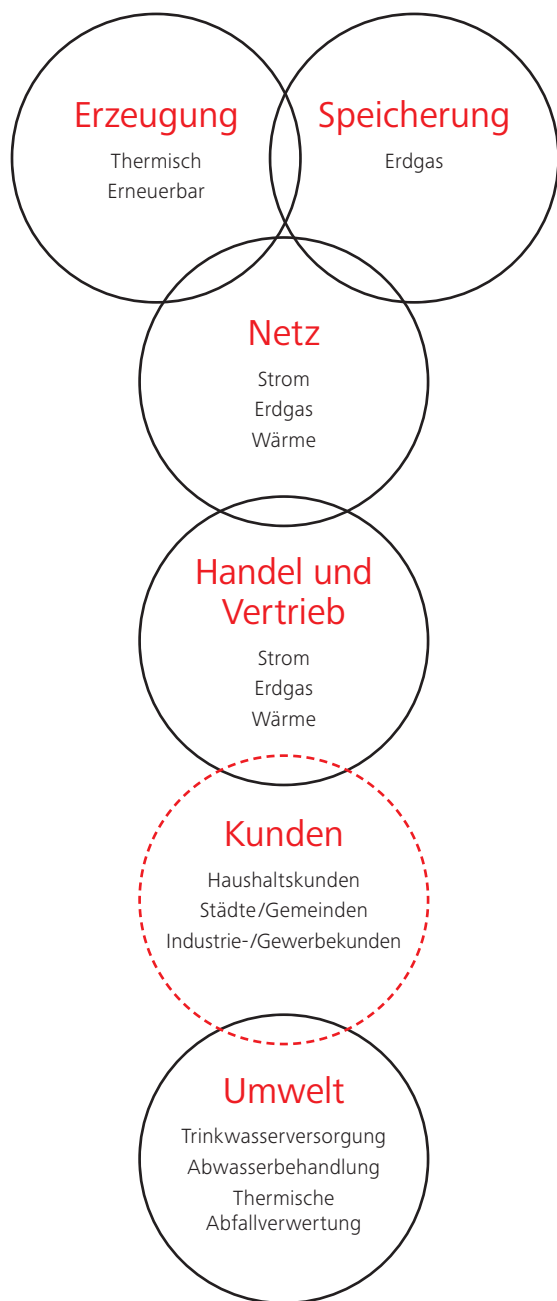 Erzeugung
Thermisch
Erneuerbar
Speicherung
Erdgas
Netz
Strom
Erdgas
Wärme
Handel und
Vertrieb
Strom
Erdgas
Wärme
Kunden
Haushaltskunden
Städte/Gemeinden
Industrie-/Gewerbekunden
Umwelt
Trinkwasserversorgung
Abwasserbehandlung
Thermische
Abfallverwertung